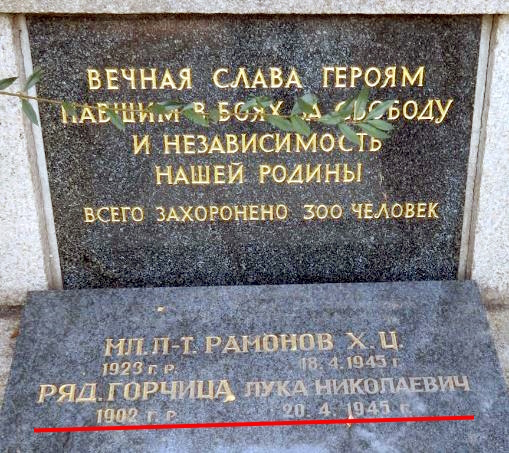 ВЕЧНАЯ СЛАВА ГЕРОЯМ
ПАВШИМ В БОЯХ ЗА СВОБОДУ
И НЕЗАВИСИМОСТЬ
НАШЕЙ РОДИНЫ
ВСЕГО ЗАХОРОНЕНО 300 ЧЕЛОВЕК
МЛ. Л-Т. РАМОНОВ Х. Ц.
1923 г. р. 18. 4. 1945 г
РЯД. ГОРЧИЦА ЛУКА НИКОЛАЕВИЧ
1902 г. р 20. 4. 1945 г.